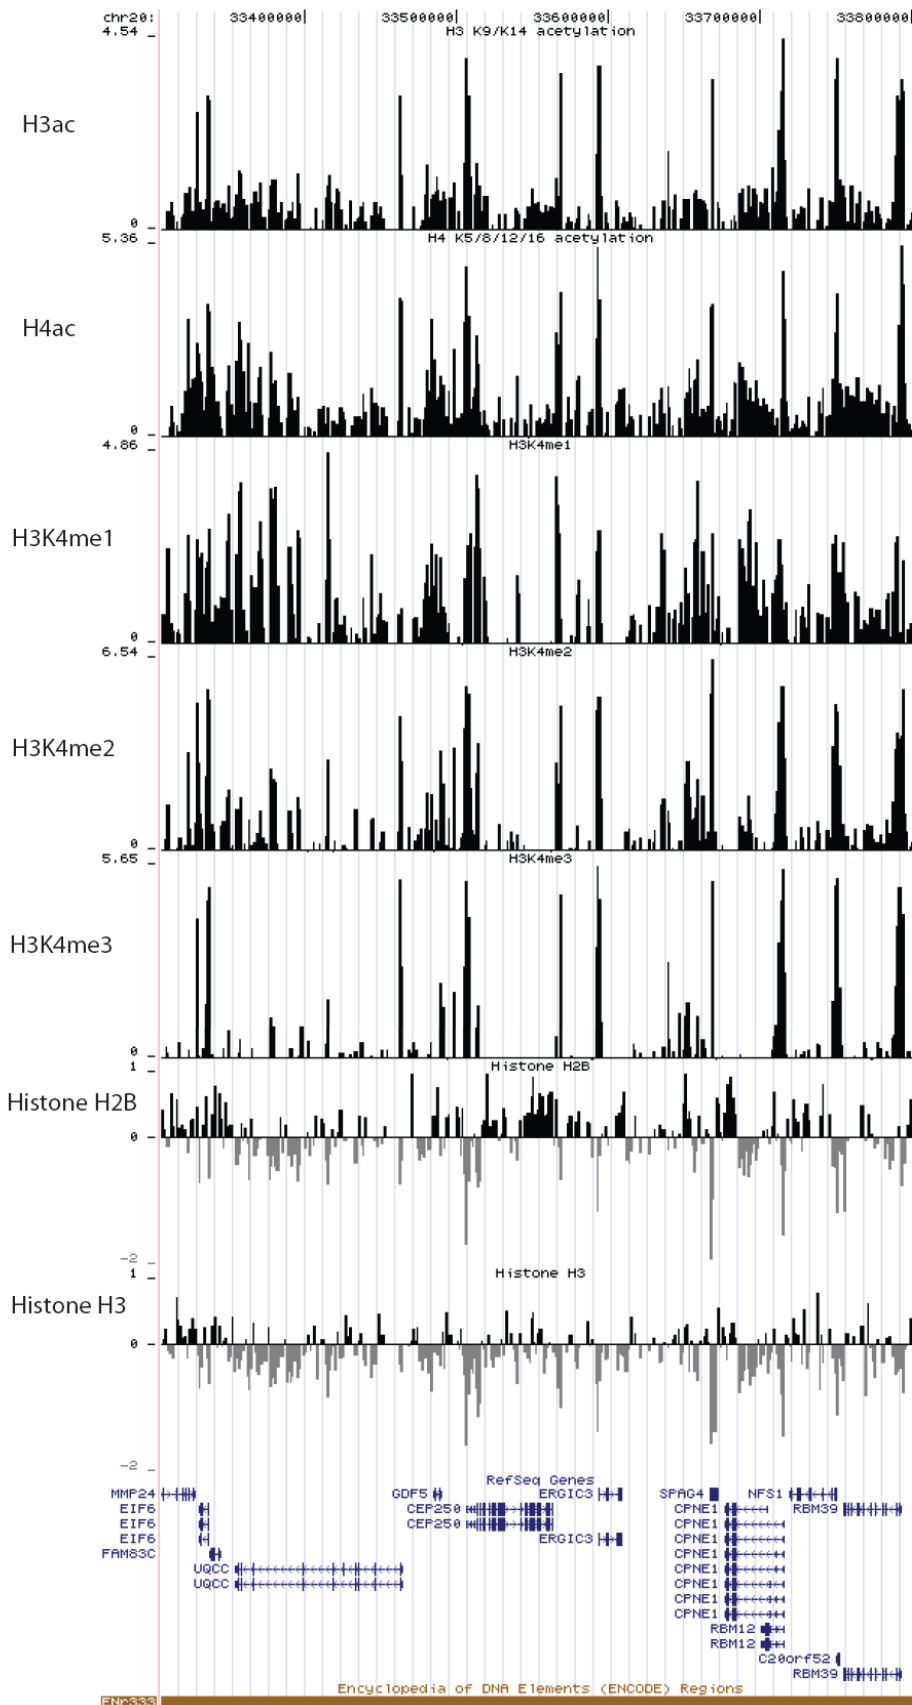 chr20: 33400000| 33500000| 33600000| 33700000| 33800000|
H3 K9/K14 acetylation
4.54 _
H3ac
0 _
H4 K5/8/12/16 acetylation
5.36 _
H4ac
0 _
H3K4me1
4.86 _
H3K4me1
0 _
H3K4me2
6.54 _
H3K4me2
0 _
H3K4me3
5.65 _
H3K4me3
0 _
Histone H2B
1 _
Histone H2B
0 _
-2 _
Histone H3
1 _
Histone H3
0 _
-2 _
RefSeq Genes
MMP24 GDF5 ERGIC3 SPAG4 NFS1
EIF6 CEP250 CPNE1 RBM39
EIF6 CEP250 CPNE1
EIF6 ERGIC3 CPNE1
FAM83C CPNE1
UQCC CPNE1
UQCC CPNE1
CPNE1
CPNE1
RBM12
RBM12
C20orf52
RBM39
Encyclopedia of DNA Elements (ENCODE) Regions
ENr333